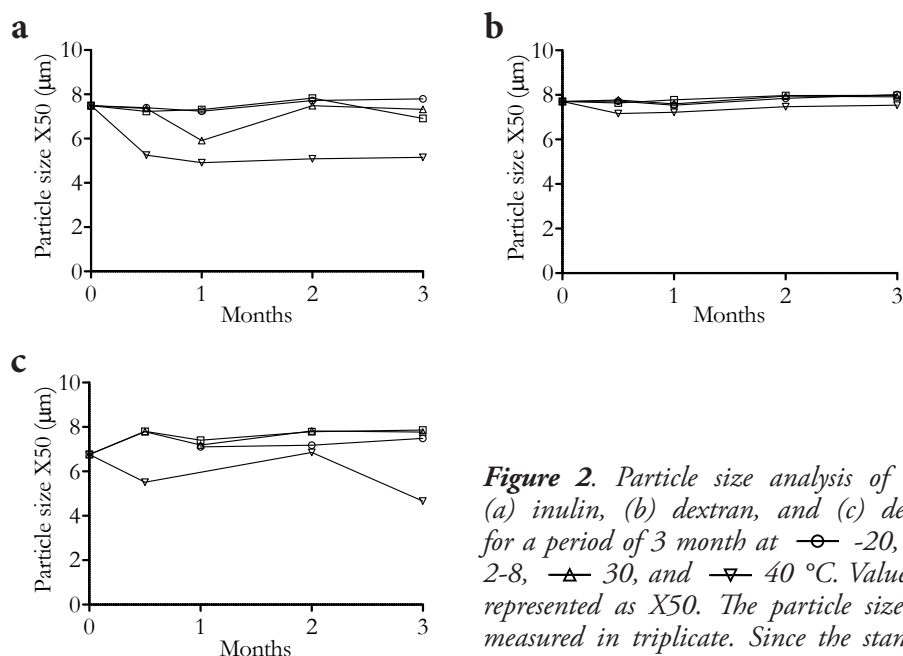 a
10
8
6
4
2
0
Particle size X50 (μm)
0 1 2 3
Months
b
10
8
6
4
2
0
Particle size X50 (μm)
0 1 2 3
Months
c
10
8
6
4
2
0
Particle size X50 (μm)
0 1 2 3
Months
Figure 2. Particle size analysis of
(a) inulin, (b) dextran, and (c) de
for a period of 3 month at -20,
2-8, 30, and 40 °C. Value
represented as X50. The particle size
measured in triplicate. Since the stan